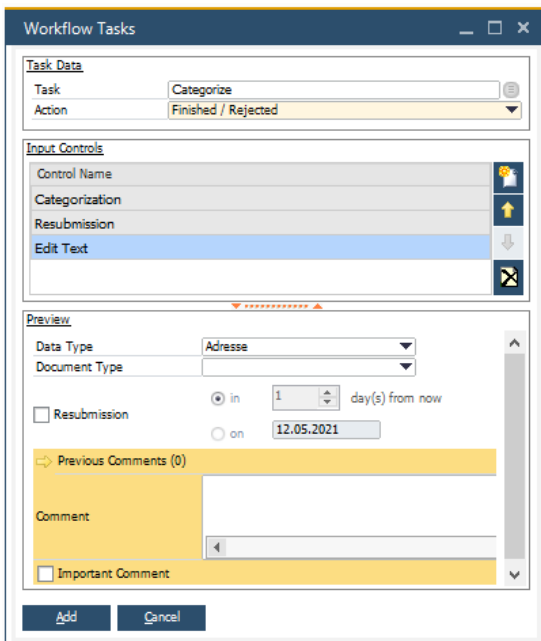 Workflow Tasks
Task Data
Task Categorize
Action Finished / Rejected
Input Controls
Control Name
Categorization
Resubmission
Edit Text
Preview
Data Type Adresse
Document Type
in 1 day(s) from now
Resubmission
on 12.05.2021
Previous Comments (0)
Comment
Important Comment
Add Cancel